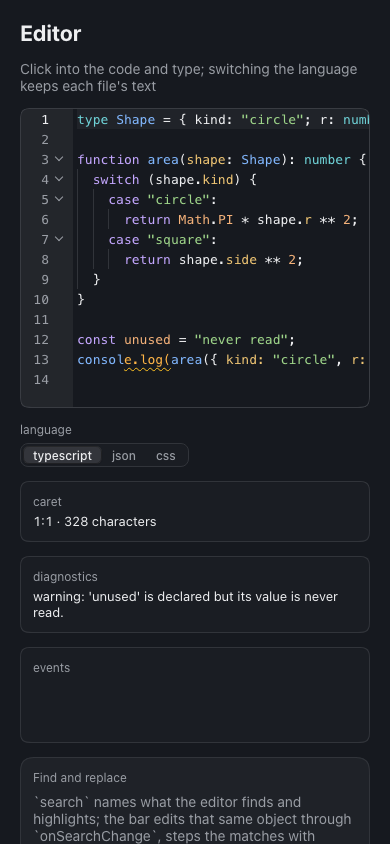 Editor
Click into the code and type; switching the language
keeps each file's text
1 type Shape = { kind: "circle"; r: num
2
3 function area(shape: Shape): number {
4 switch (shape.kind) {
5 case "circle":
6 return Math.PI * shape.r ** 2;
7 case "square":
8 return shape.side ** 2;
9 }
10 }
11
12 const unused = "never read";
13 console.log(area({ kind: "circle", r:
14
language
typescript json css
caret
1:1 · 328 characters
diagnostics
warning: 'unused' is declared but its value is never
read.
events
Find and replace
`search` names what the editor finds and
highlights; the bar edits that same object through
`onSearchChange`, steps the matches with